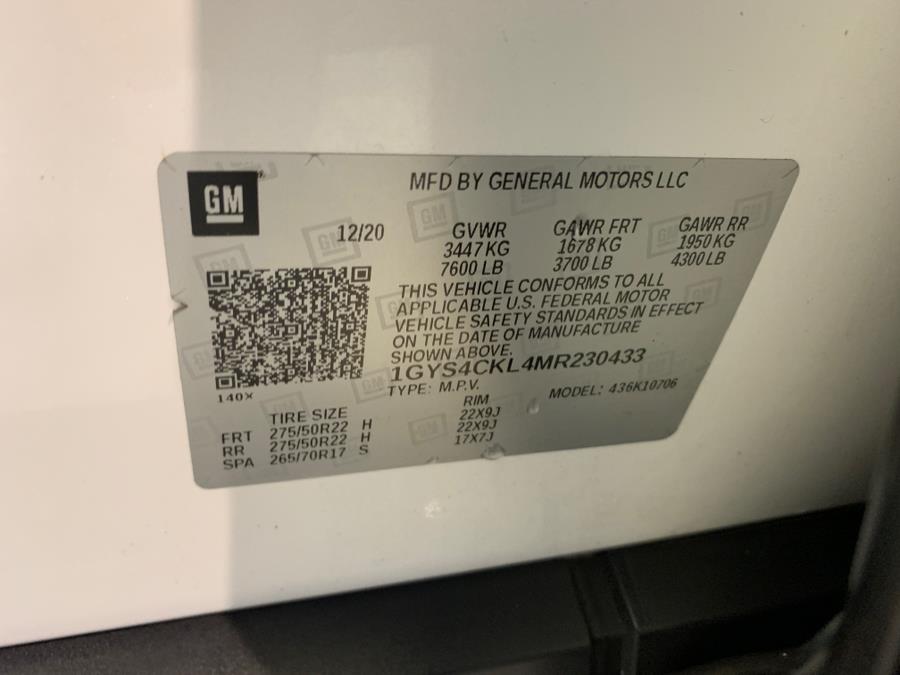 GM
MFD BY GENERAL MOTORS LLC
12/20 GVWR GAWR FRT GAWR RR
3447 KG 1678 KG 1950 KG
7600 LB 3700 LB 4300 LB
THIS VEHICLE CONFORMS TO ALL
APPLICABLE U.S. FEDERAL MOTOR
VEHICLE SAFETY STANDARDS IN EFFECT
ON THE DATE OF MANUFACTURE
SHOWN ABOVE.
1GYS4CKL4MR230433
TYPE: M.P.V. MODEL: 436K10706
140X
TIRE SIZE RIM
FRT 275/50R22 H 22X9J
RR 275/50R22 H 22X9J
SPA 265/70R17 S 17X7J